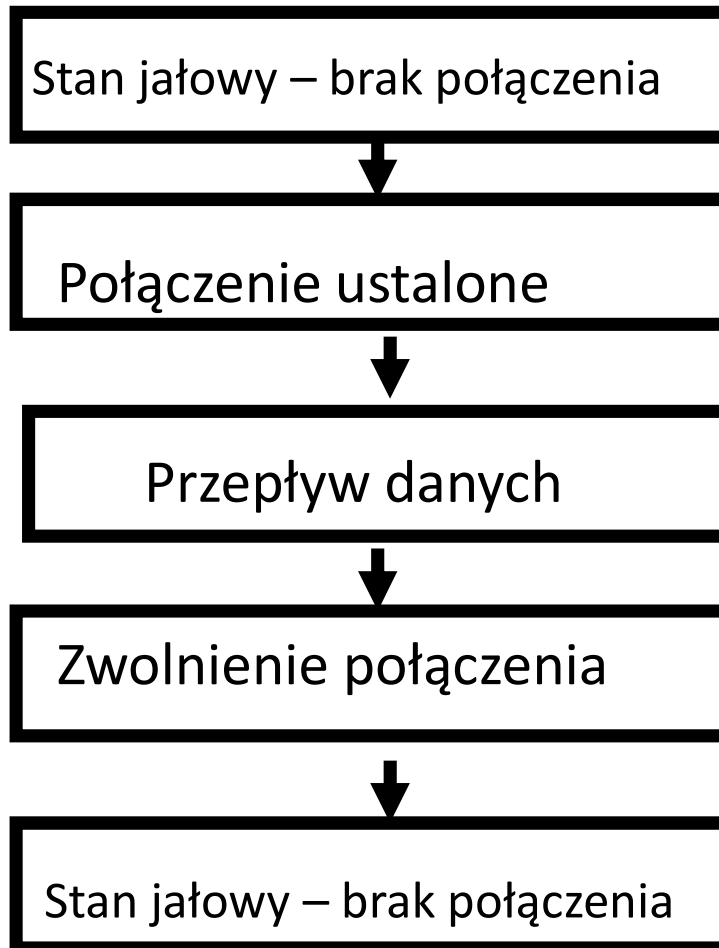 Stan jałowy – brak połączenia
Połączenie ustalone
Przepływ danych
Zwolnienie połączenia
Stan jałowy – brak połączenia